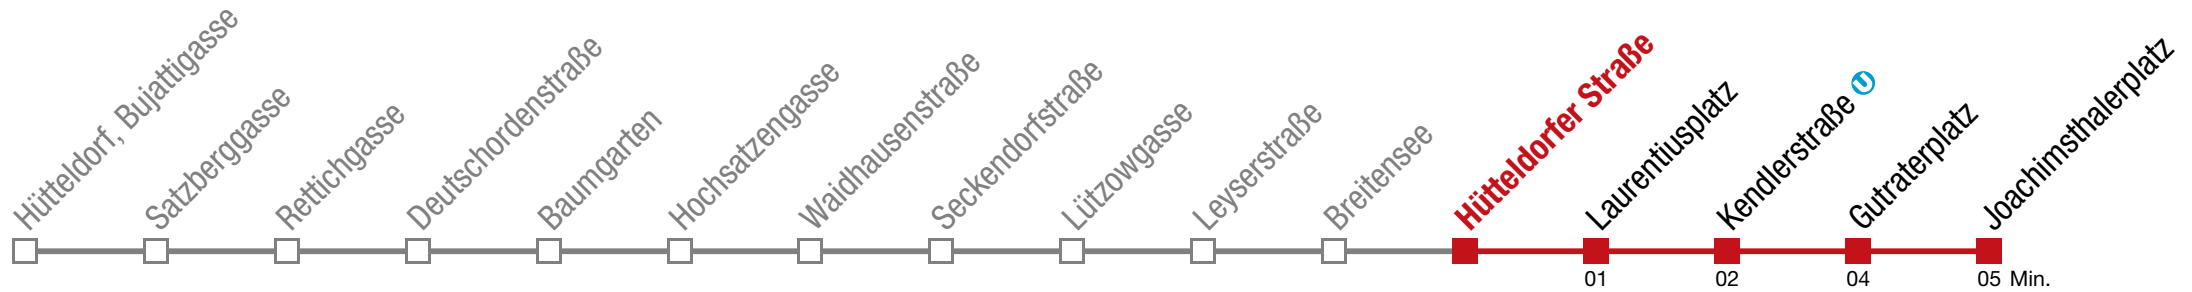 Hütteldorf, Bujattigasse
Satzberggasse
Rettichgasse
Deutschordenstraße
Baumgarten
Hochsatzengasse
Waidhausenstraße
Seckendorfstraße
Lützowgasse
Leyserstraße
Breitensee
Hütteldorfer Straße
Laurentiusplatz
Kendlerstraße U
Gutraterplatz
Joachimsthalerplatz
01 02 04 05 Min.